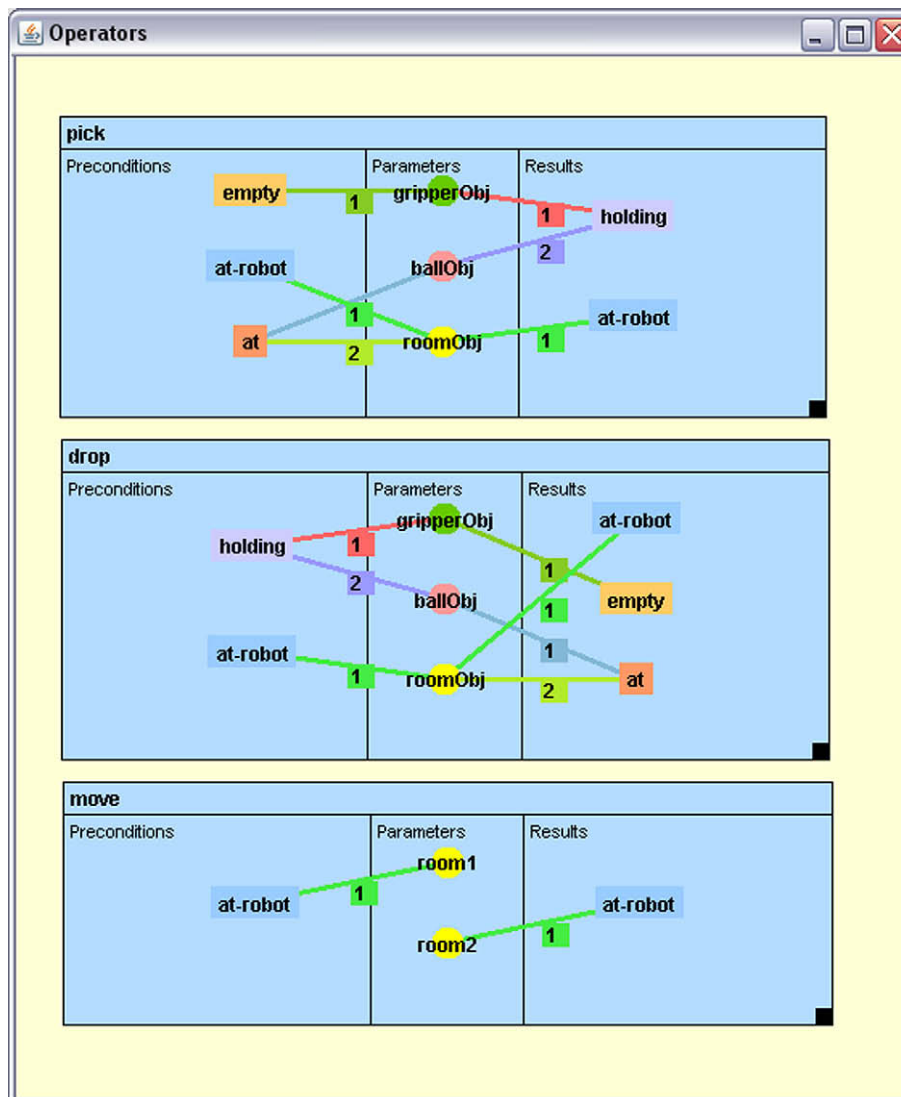 Operators
pick
Preconditions Parameters Results
empty 1 gripperObj 1 holding
2
at-robot ballObj
1 1 at-robot
at 2 roomObj
drop
Preconditions Parameters Results
gripperObj at-robot
holding 1 1
2 ballObj 1 empty
at-robot 1
1 roomObj 2 at
move
Preconditions Parameters Results
room1
at-robot 1 at-robot
room2 1